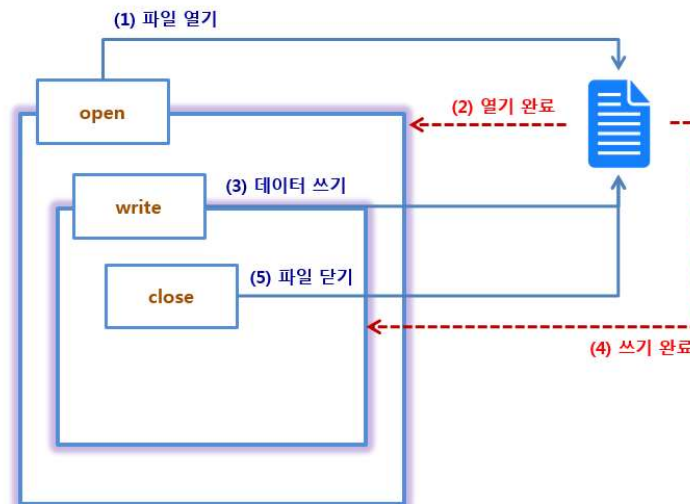 (1) 파일 열기
open
(2) 열기 완료
write
(3) 데이터 쓰기
close
(5) 파일 닫기
(4) 쓰기 완료